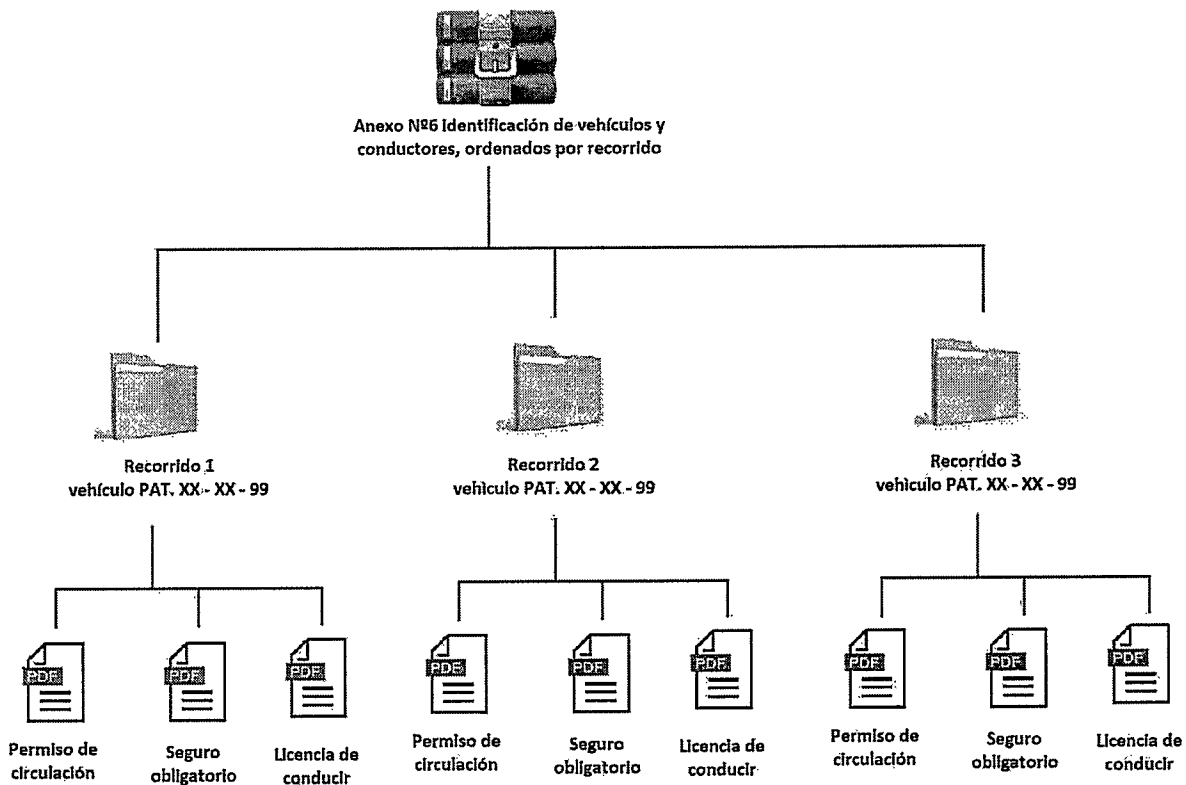 Anexo Nº6 Identificación de vehículos y
conductores, ordenados por recorrido
Recorrido 1
vehículo PAT. XX - XX - 99
Recorrido 2
vehículo PAT. XX - XX - 99
Recorrido 3
vehículo PAT. XX - XX - 99
PDF
Permiso de
circulación
PDF
Seguro
obligatorio
PDF
Licencia de
conducir
PDF
Permiso de
circulación
PDF
Seguro
obligatorio
PDF
Licencia de
conducir
PDF
Permiso de
circulación
PDF
Seguro
obligatorio
PDF
Licencia de
conducir